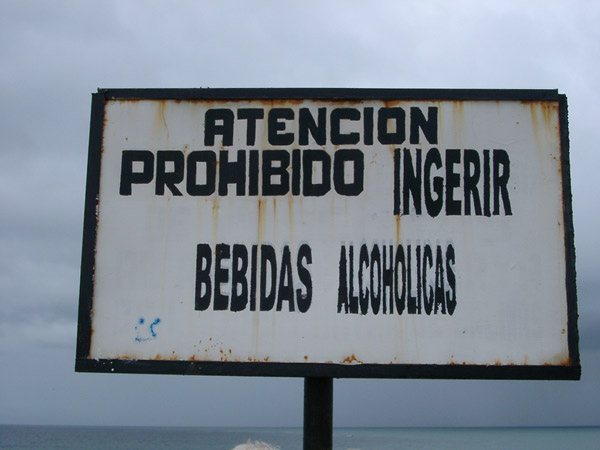 ATENCION
PROHIBIDO INGERIR
BEBIDAS ALCOHOLICAS